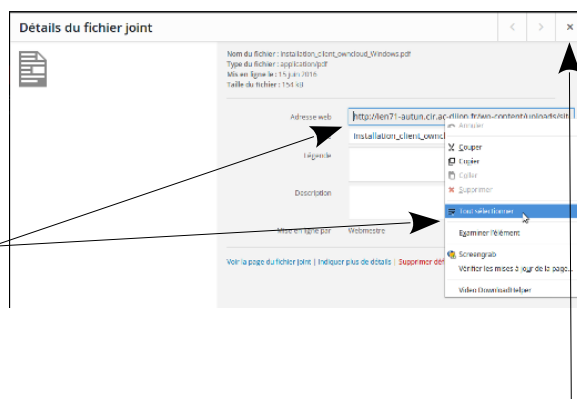 Détails du fichier joint
Nom du fichier : Installation_client_owncloud_Windows.pdf
Type du fichier : application/pdf
Mis en ligne le : 15 juin 2016
Taille du fichier : 154 kB
Adresse web http://ien71-autun.cir.ac-dijon.fr/wp-content/uploads/sit
Installation_client_owncl
Légende
Description
Mise en ligne par Webmestre
Voir la page du fichier joint | Indiquer plus de détails | Supprimer déf
Annuler
Couper
Copier
Coller
Supprimer
Tout sélectionner
Examiner l'élément
Screengrab
Vérifier les mises à jour de la page...
Video DownloadHelper